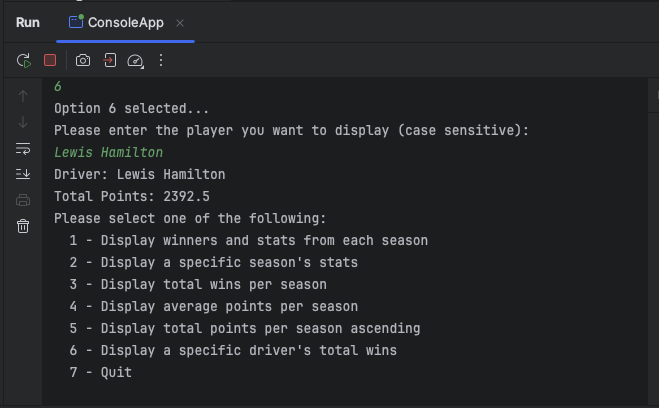 Run ConsoleApp
6
Option 6 selected...
Please enter the player you want to display (case sensitive):
Lewis Hamilton
Driver: Lewis Hamilton
Total Points: 2392.5
Please select one of the following:
1 - Display winners and stats from each season
2 - Display a specific season's stats
3 - Display total wins per season
4 - Display average points per season
5 - Display total points per season ascending
6 - Display a specific driver's total wins
7 - Quit